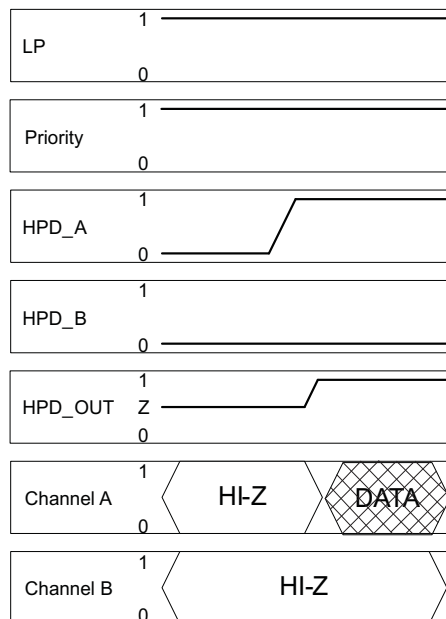 1
LP
0
1
Priority
0
1
HPD_A
0
1
HPD_B
0
1
HPD_OUT Z
0
1
Channel A HI-Z DATA
0
1
Channel B HI-Z
0